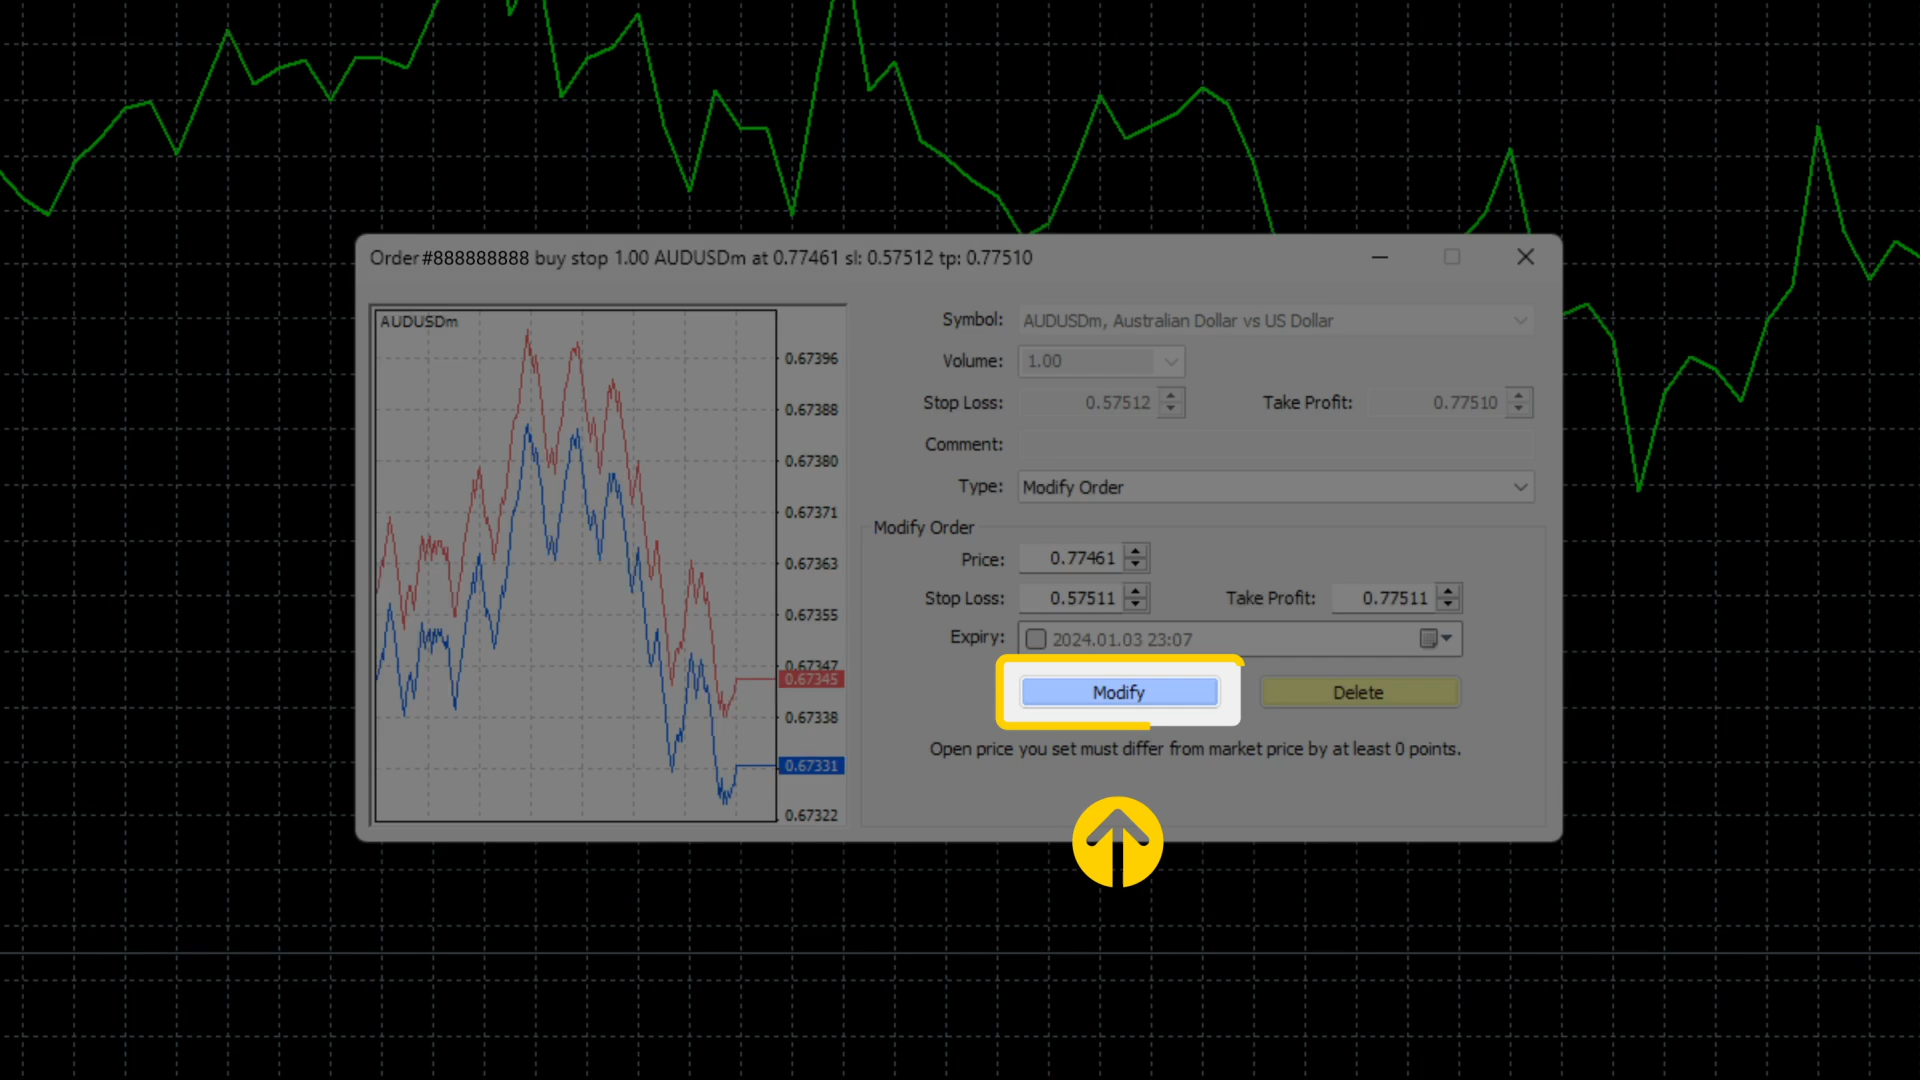 Order #888888888 buy stop 1.00 AUDUSDm at 0.77461 sl: 0.57512 tp: 0.77510
AUDUSDm
0.67396
0.67388
0.67380
0.67371
0.67363
0.67355
0.67347
0.67345
0.67338
0.67331
0.67322
Symbol: AUDUSDm, Australian Dollar vs US Dollar
Volume: 1.00
Stop Loss: 0.57512 Take Profit: 0.77510
Comment:
Type: Modify Order
Modify Order
Price: 0.77461
Stop Loss: 0.57511 Take Profit: 0.77511
Expiry: 2024.01.03 23:07
Modify Delete
Open price you set must differ from market price by at least 0 points.